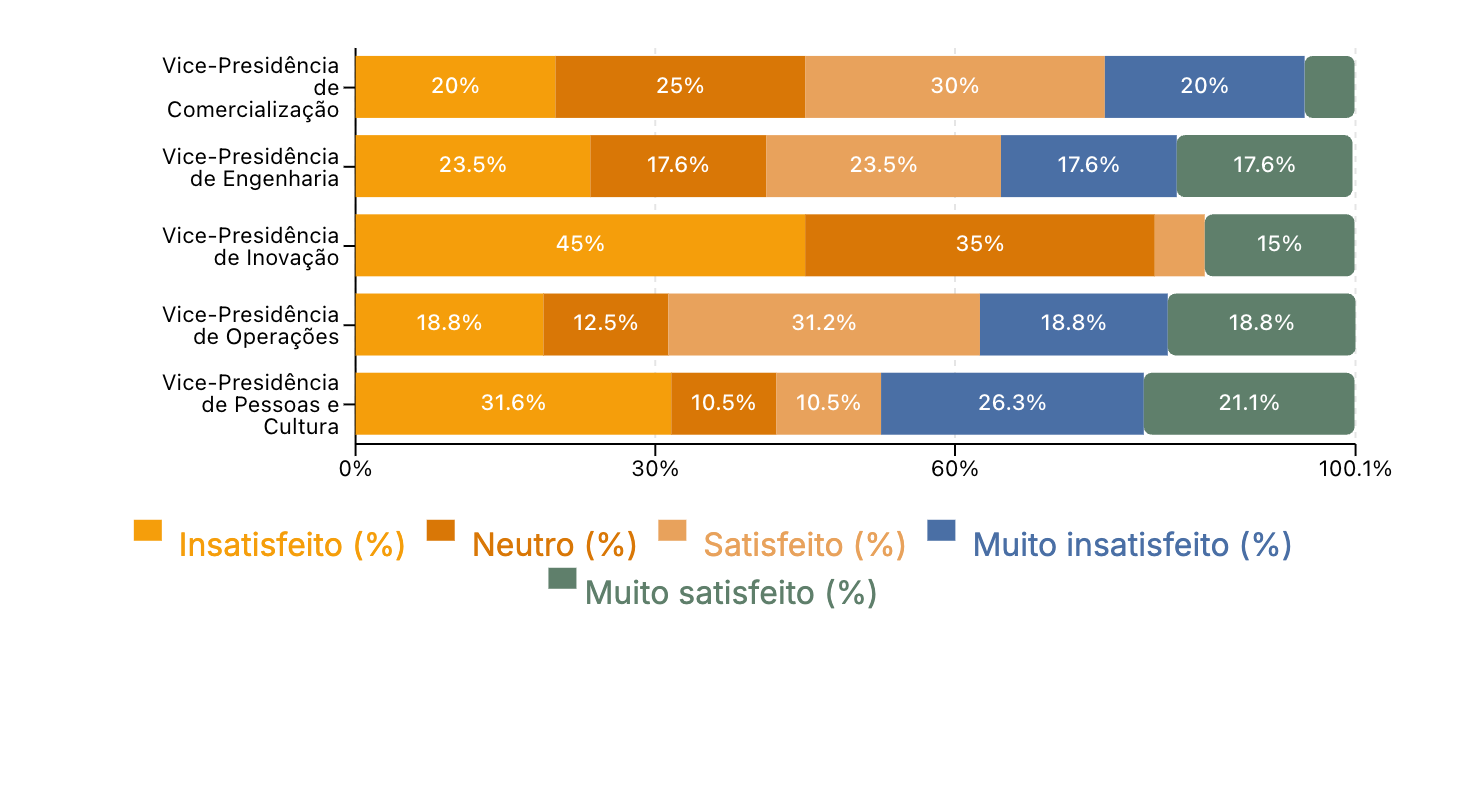 Vice-Presidência
de
Comercialização
20%
25%
30%
20%
Vice-Presidência
de Engenharia
23.5%
17.6%
23.5%
17.6%
17.6%
Vice-Presidência
de Inovação
45%
35%
15%
Vice-Presidência
de Operações
18.8%
12.5%
31.2%
18.8%
18.8%
Vice-Presidência
de Pessoas e
Cultura
31.6%
10.5%
10.5%
26.3%
21.1%
0%
30%
60%
100.1%
Insatisfeito (%)
Neutro (%)
Satisfeito (%)
Muito insatisfeito (%)
Muito satisfeito (%)